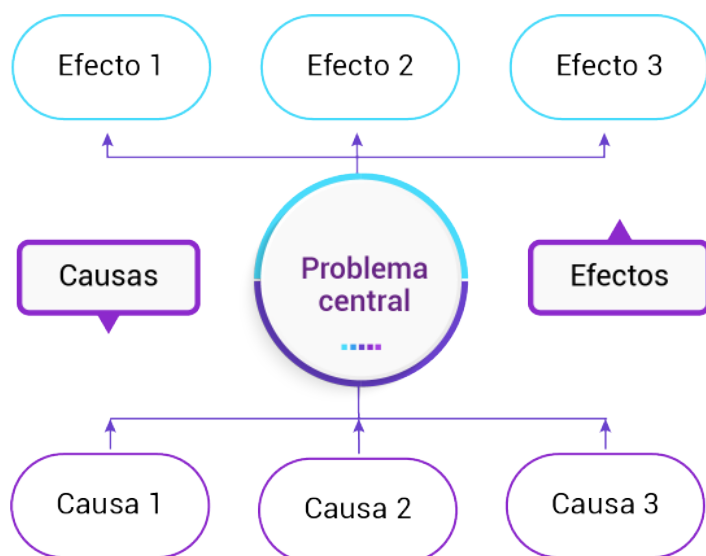 Efecto 1
Efecto 2
Efecto 3
Causas
Problema
central
Efectos
Causa 1
Causa 2
Causa 3